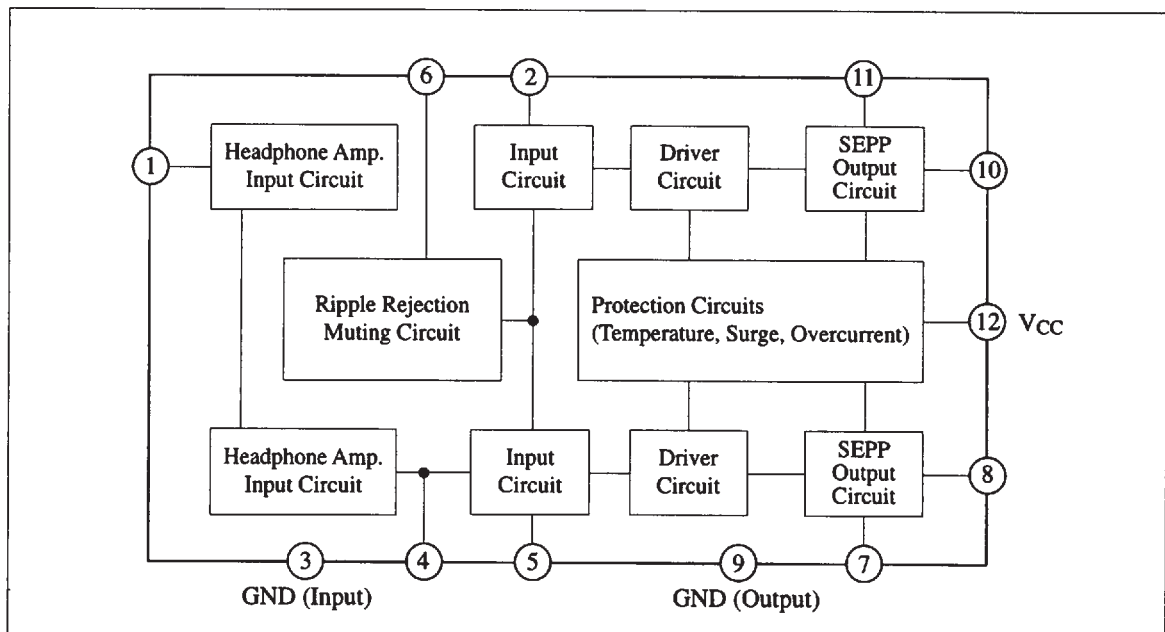 6
2
11
1
Headphone Amp.
Input Circuit
Input
Circuit
Driver
Circuit
SEPP
Output
Circuit
10
Ripple Rejection
Muting Circuit
Protection Circuits
(Temperature, Surge, Overcurrent)
12
VCC
Headphone Amp.
Input Circuit
Input
Circuit
Driver
Circuit
SEPP
Output
Circuit
8
3
4
5
9
7
GND (Input)
GND (Output)